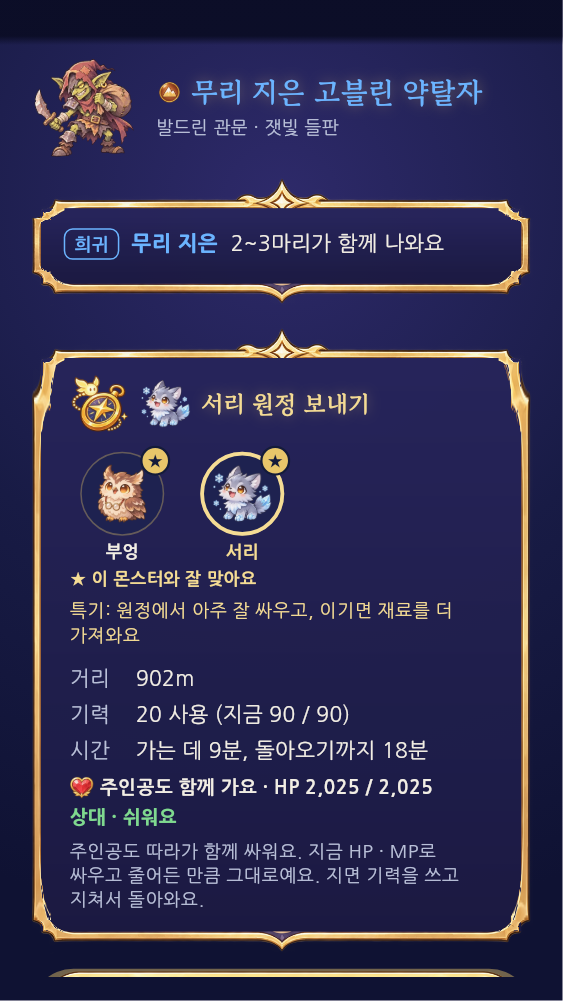 무리 지은 고블린 약탈자
발드린 관문 · 잿빛 들판
희귀 무리 지은 2~3마리가 함께 나와요
서리 원정 보내기
부엉 서리
★ 이 몬스터와 잘 맞아요
특기: 원정에서 아주 잘 싸우고, 이기면 재료를 더
가져와요
거리 902m
기력 20 사용 (지금 90 / 90)
시간 가는 데 9분, 돌아오기까지 18분
주인공도 함께 가요 · HP 2,025 / 2,025
상대 · 쉬워요
주인공도 따라가 함께 싸워요. 지금 HP · MP로
싸우고 줄어든 만큼 그대로예요. 지면 기력을 쓰고
지쳐서 돌아와요.